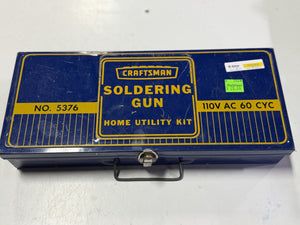 CRAFTSMAN
SOLDERING
GUN
HOME UTILITY KIT
NO. 5376
110V AC 60 CYC